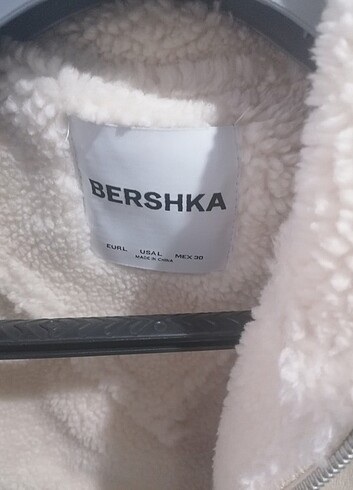 BERSHKA
EUR L USA L MEX 30
MADE IN CHINA